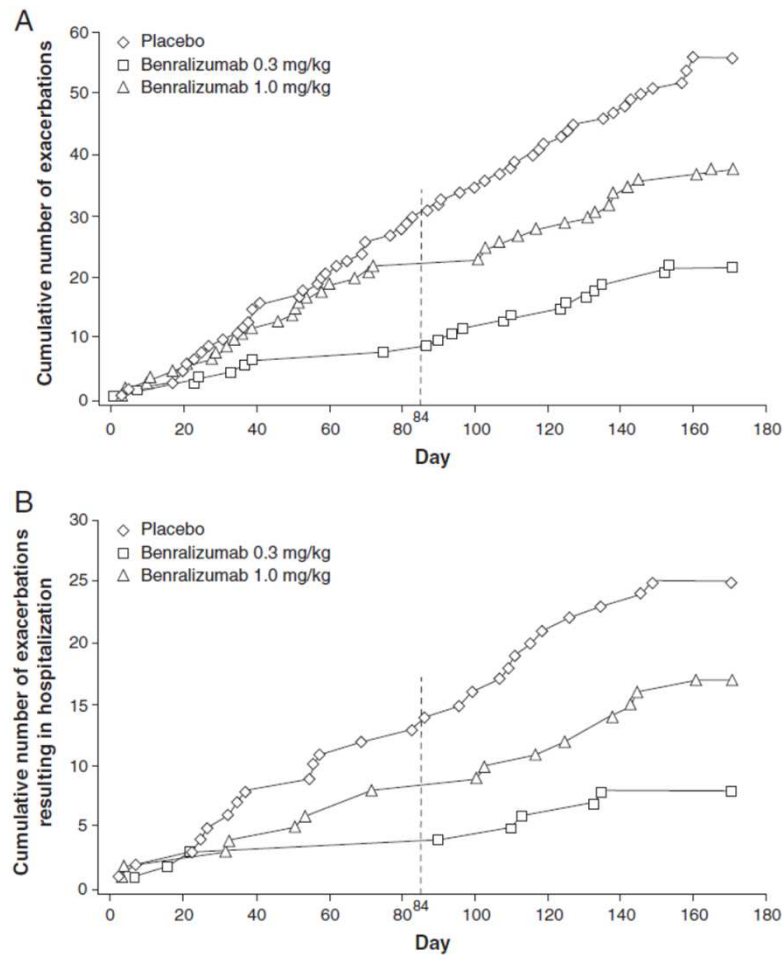 A
60
Placebo
Benralizumab 0.3 mg/kg
50
Benralizumab 1.0 mg/kg
40
30
20
10
0
Cumulative number of exacerbations
0 20 40 60 80 84 100 120 140 160 180
Day
B
30
Placebo
Benralizumab 0.3 mg/kg
25
Benralizumab 1.0 mg/kg
20
15
10
5
0
Cumulative number of exacerbations
resulting in hospitalization
0 20 40 60 80 84 100 120 140 160 180
Day